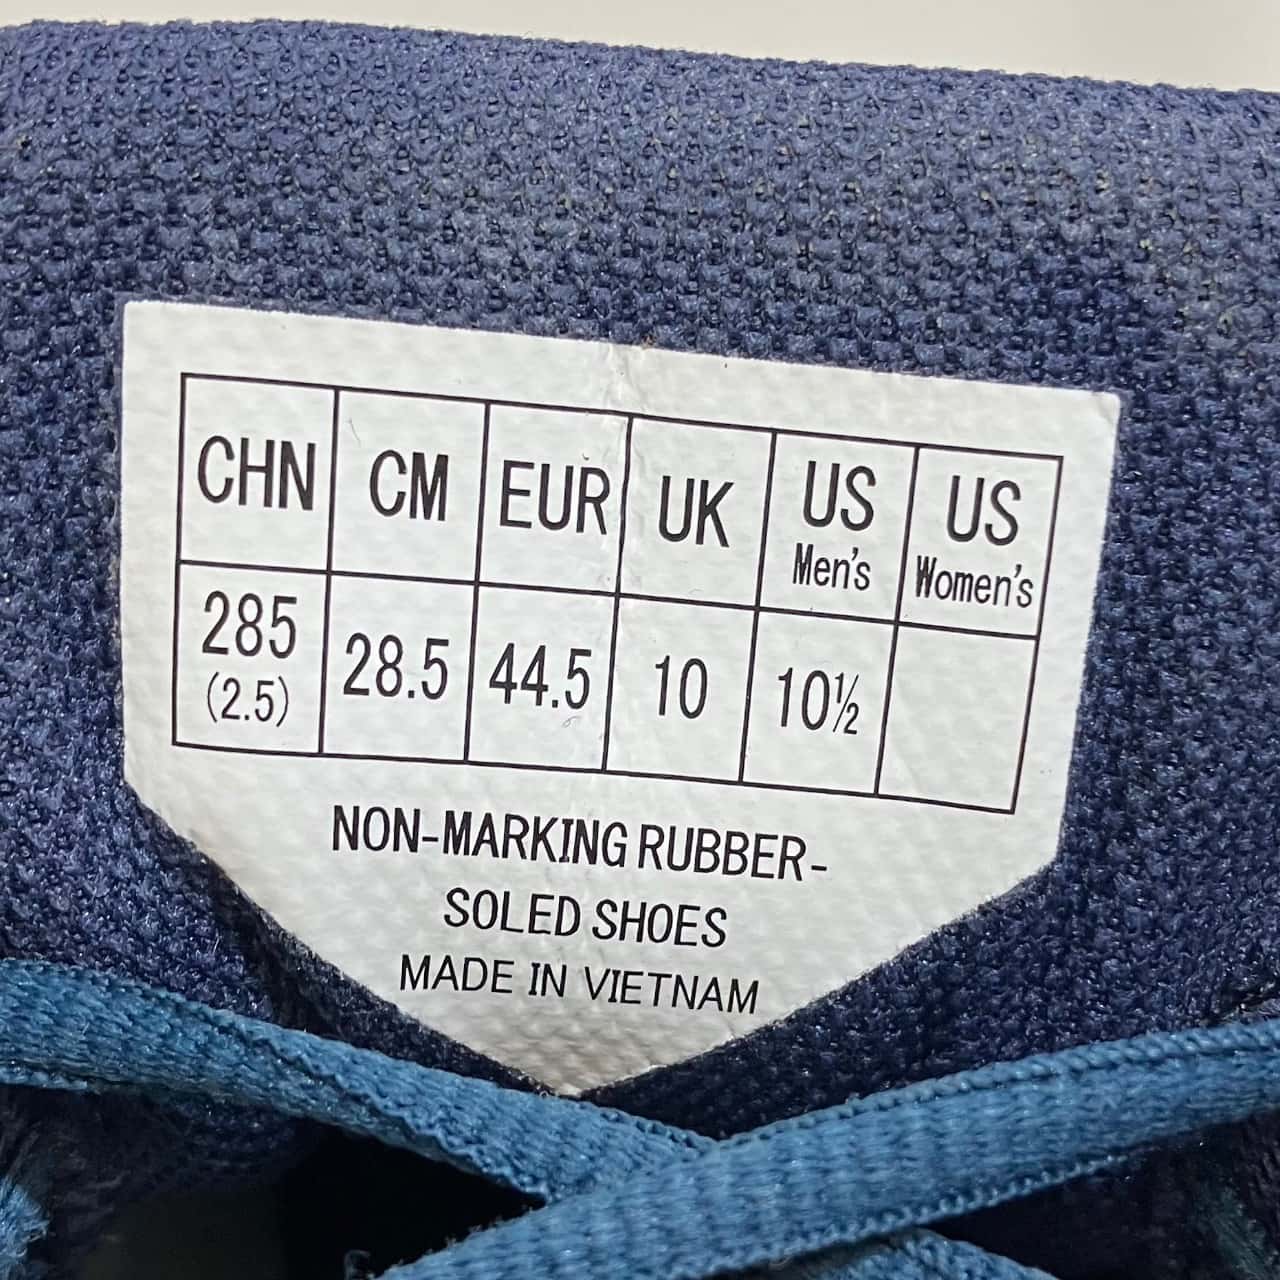 CHN CM EUR UK US Men's US Women's
285 (2.5) 28.5 44.5 10 10½
NON-MARKING RUBBER-
SOLED SHOES
MADE IN VIETNAM